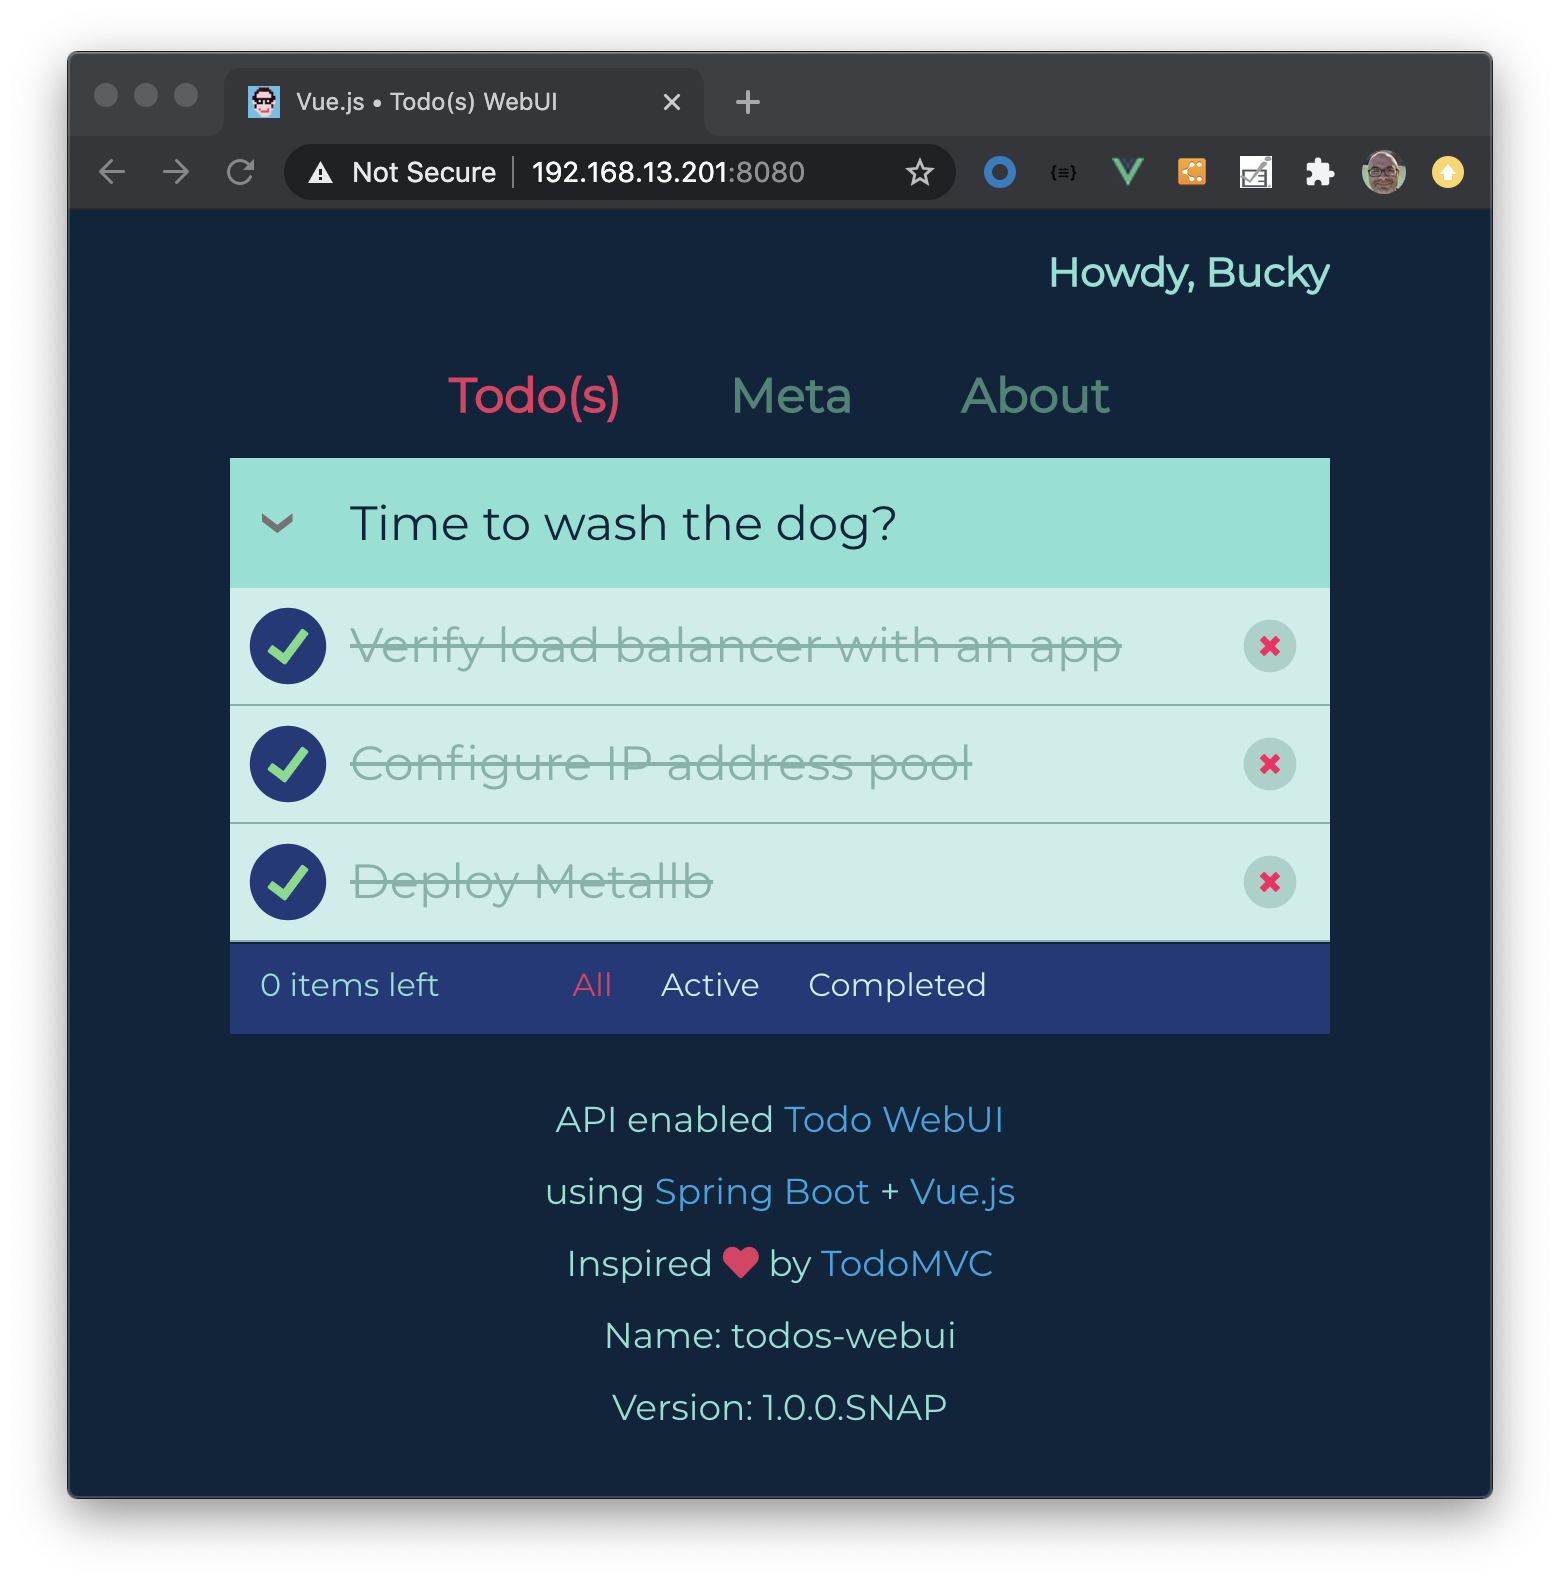 Vue.js • Todo(s) WebUI
Not Secure 192.168.13.201:8080
Howdy, Bucky
Todo(s) Meta About
Time to wash the dog?
Verify load balancer with an app
Configure IP address pool
Deploy Metallb
0 items left All Active Completed
API enabled Todo WebUI
using Spring Boot + Vue.js
Inspired ❤ by TodoMVC
Name: todos-webui
Version: 1.0.0.SNAP